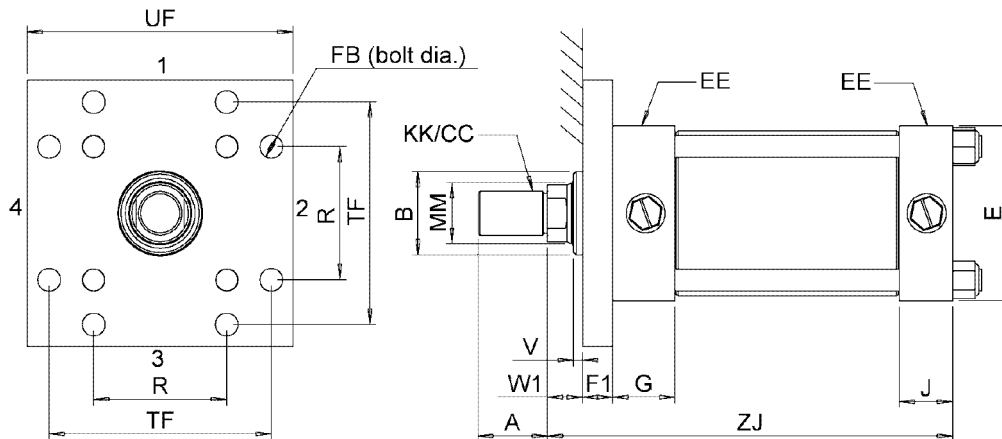 UF
1
FB (bolt dia.)
4
2
R
TF
3
R
TF
EE
EE
KK/CC
B
MM
E
V
W1
F1
G
J
A
ZJ